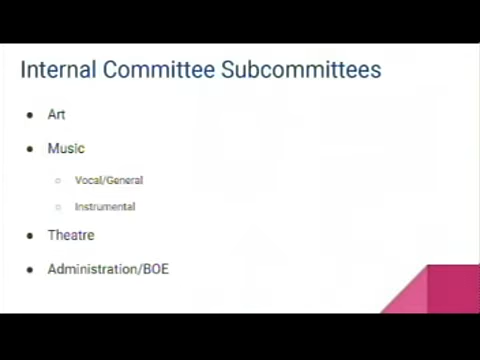 Internal Committee Subcommittees
● Art
● Music
○ Vocal/General
○ Instrumental
● Theatre
● Administration/BOE